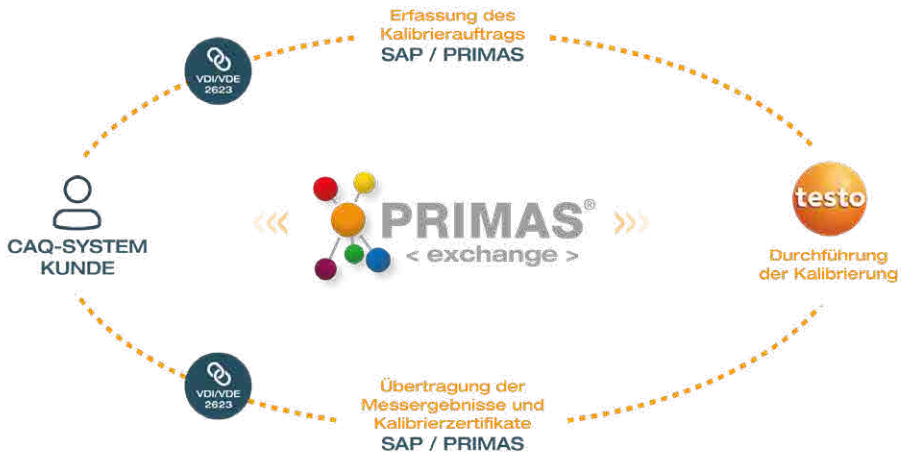 Erfassung des
Kalibrierauftrags
SAP / PRIMAS
VDI/VDE
2623
CAQ-SYSTEM
KUNDE
PRIMAS®
< exchange >
testo
Durchführung
der Kalibrierung
VDI/VDE
2623
Übertragung der
Messergebnisse und
Kalibrierzertifikate
SAP / PRIMAS